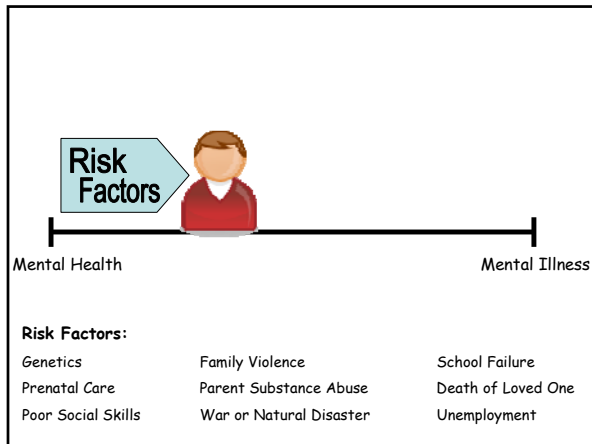 Risk
Factors
Mental Health Mental Illness
Risk Factors:
Genetics Family Violence School Failure
Prenatal Care Parent Substance Abuse Death of Loved One
Poor Social Skills War or Natural Disaster Unemployment